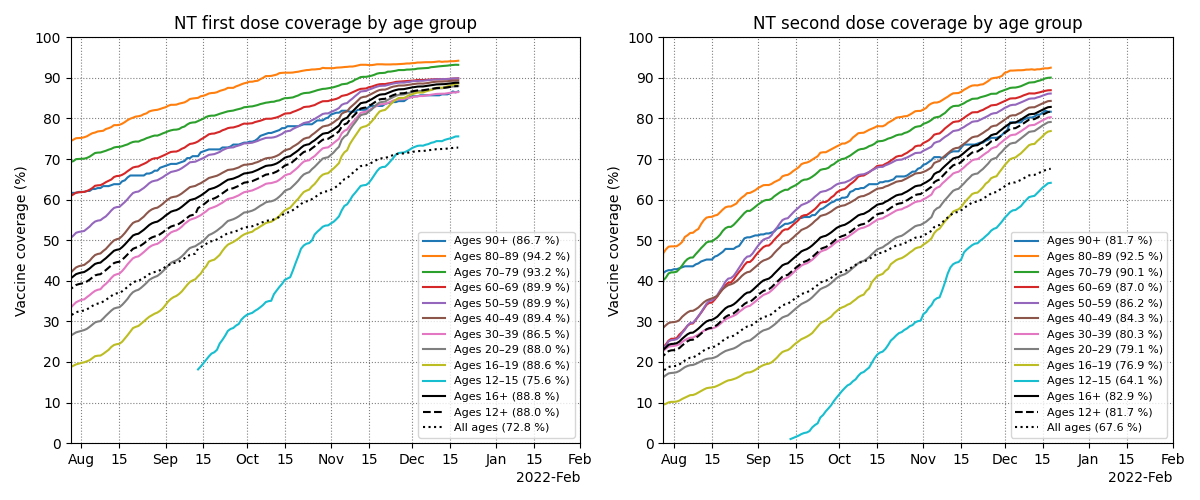 NT first dose coverage by age group
Vaccine coverage (%)
100
90
80
70
60
50
40
30
20
10
0
Aug 15 Sep 15 Oct 15 Nov 15 Dec 15 Jan 15 Feb
2022-Feb
Ages 90+ (86.7 %)
Ages 80–89 (94.2 %)
Ages 70–79 (93.2 %)
Ages 60–69 (89.9 %)
Ages 50–59 (89.9 %)
Ages 40–49 (89.4 %)
Ages 30–39 (86.5 %)
Ages 20–29 (88.0 %)
Ages 16–19 (88.6 %)
Ages 12–15 (75.6 %)
Ages 16+ (88.8 %)
Ages 12+ (88.0 %)
All ages (72.8 %)
NT second dose coverage by age group
Vaccine coverage (%)
100
90
80
70
60
50
40
30
20
10
0
Aug 15 Sep 15 Oct 15 Nov 15 Dec 15 Jan 15 Feb
2022-Feb
Ages 90+ (81.7 %)
Ages 80–89 (92.5 %)
Ages 70–79 (90.1 %)
Ages 60–69 (87.0 %)
Ages 50–59 (86.2 %)
Ages 40–49 (84.3 %)
Ages 30–39 (80.3 %)
Ages 20–29 (79.1 %)
Ages 16–19 (76.9 %)
Ages 12–15 (64.1 %)
Ages 16+ (82.9 %)
Ages 12+ (81.7 %)
All ages (67.6 %)